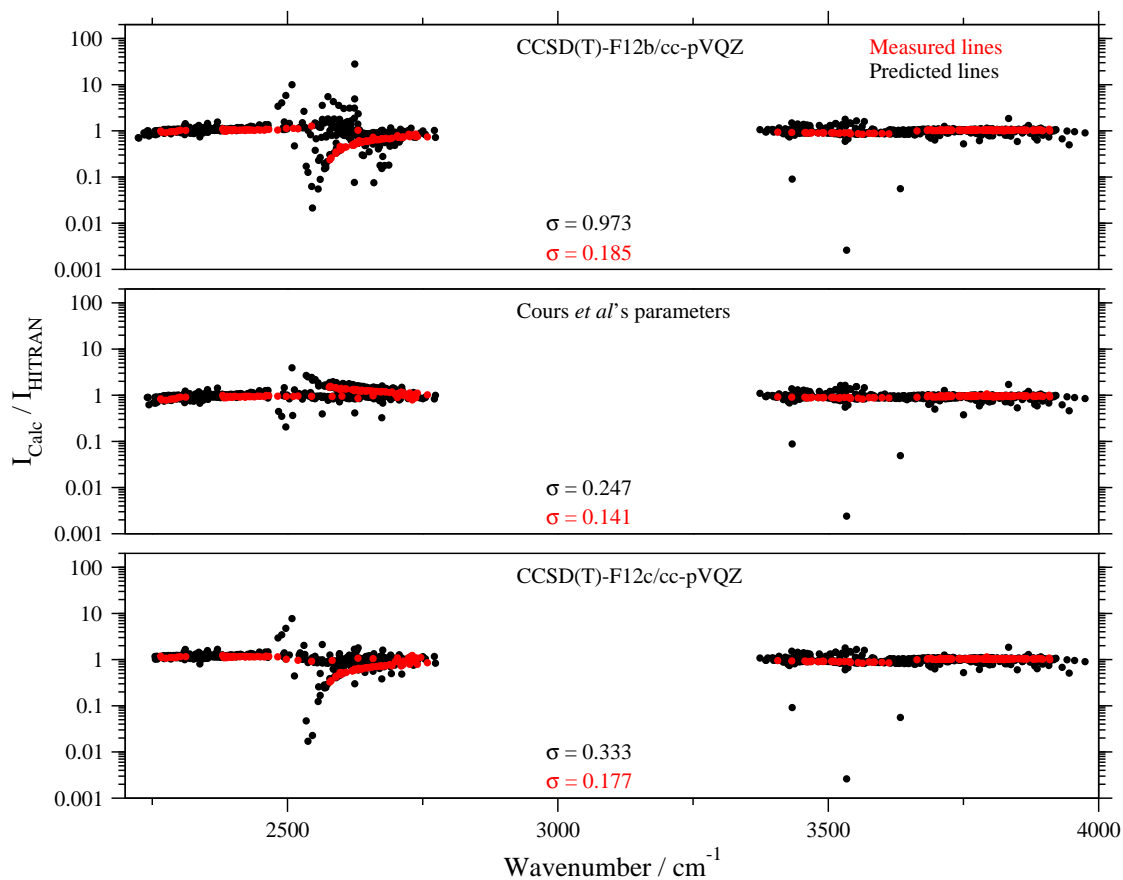 CCSD(T)-F12b/cc-pVQZ
Measured lines
Predicted lines
100
10
1
0.1
0.01
0.001
σ = 0.973
σ = 0.185
Cours et al's parameters
100
10
1
0.1
0.01
0.001
σ = 0.247
σ = 0.141
I_Calc / I_HITRAN
CCSD(T)-F12c/cc-pVQZ
100
10
1
0.1
0.01
0.001
σ = 0.333
σ = 0.177
2500 3000 3500 4000
Wavenumber / cm⁻¹